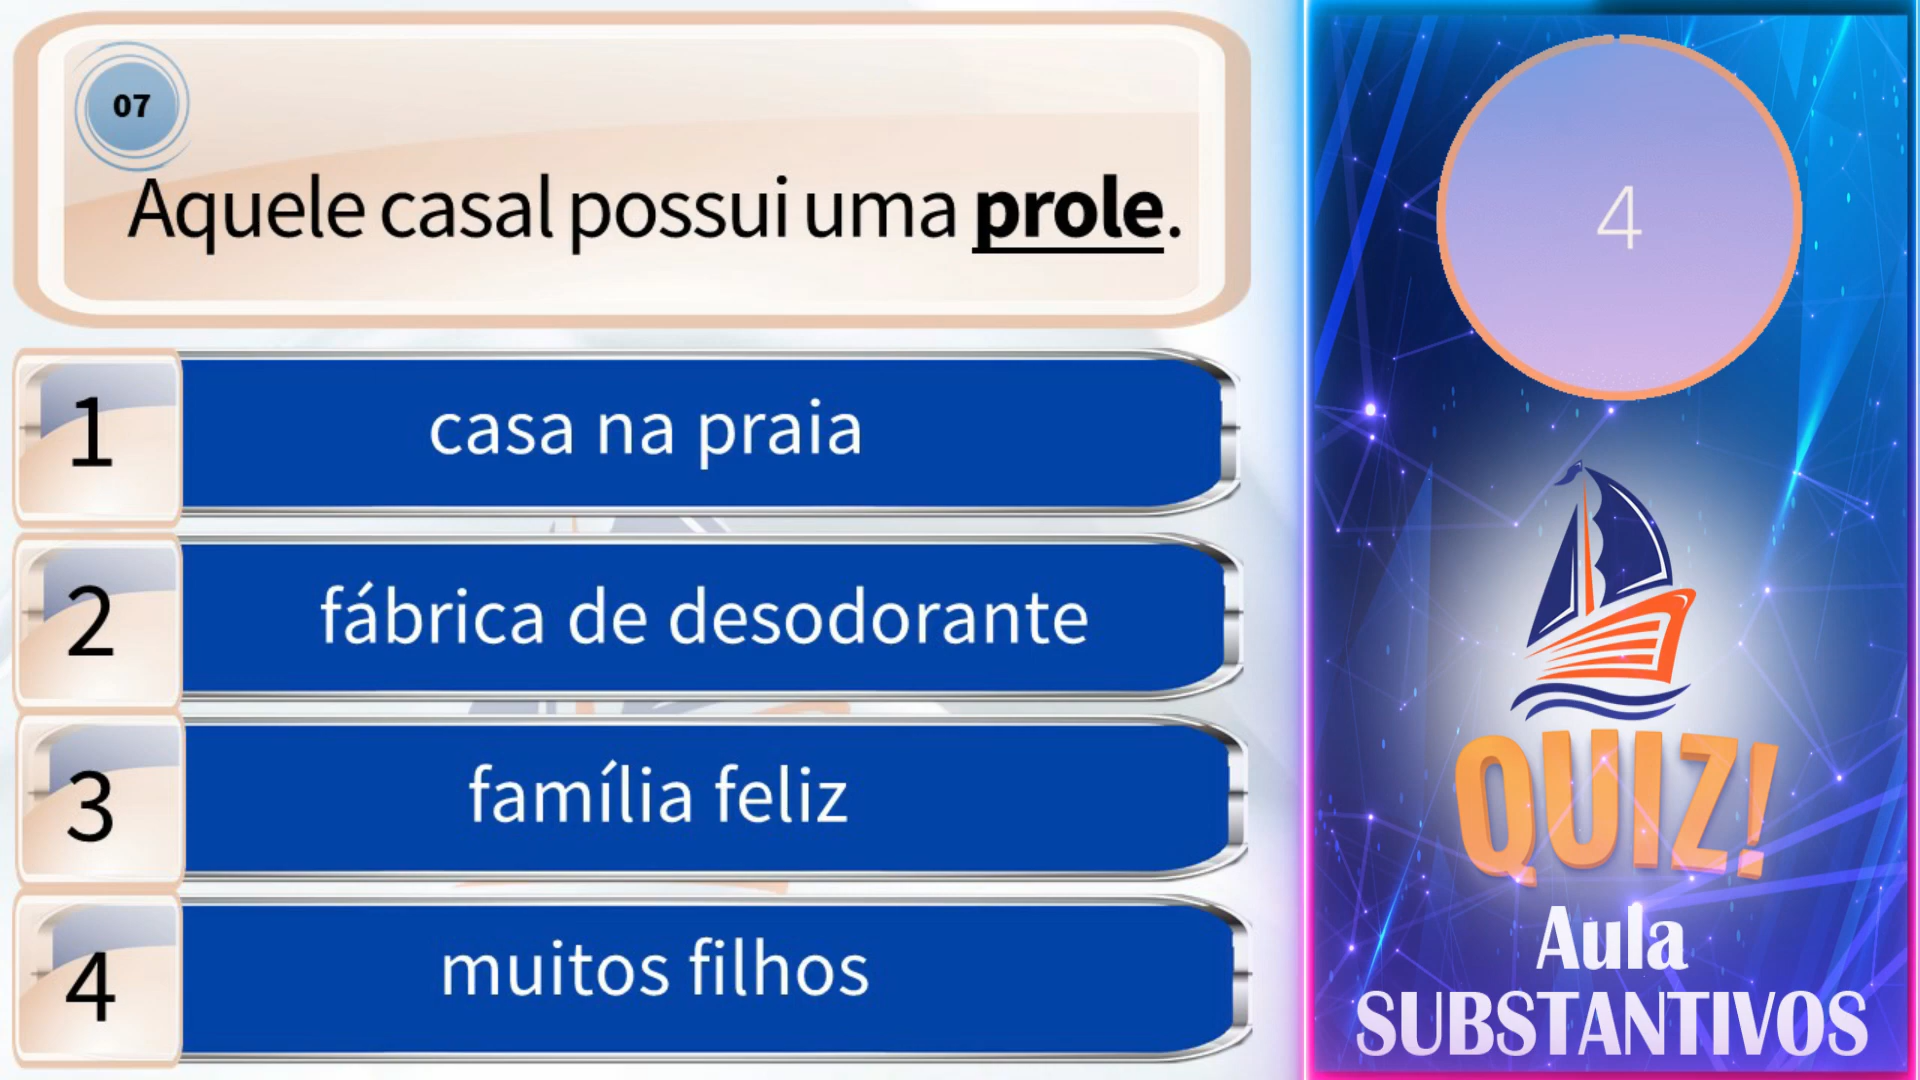 07
Aquele casal possui uma prole.
1
casa na praia
2
fábrica de desodorante
3
família feliz
4
muitos filhos
4
QUIZ!
Aula
SUBSTANTIVOS